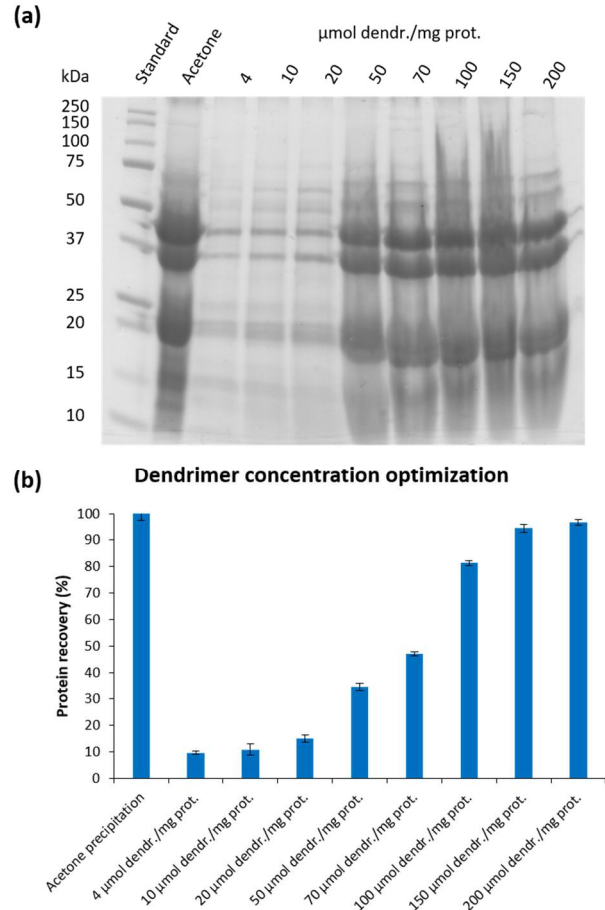 (a)
µmol dendr./mg prot.
kDa
Standard
Acetone
4
10
20
50
70
100
150
200
250
150
100
75
50
37
25
20
15
10
(b)
Dendrimer concentration optimization
Protein recovery (%)
100
90
80
70
60
50
40
30
20
10
0
Acetone precipitation
4 µmol dendr./mg prot.
10 µmol dendr./mg prot.
20 µmol dendr./mg prot.
50 µmol dendr./mg prot.
70 µmol dendr./mg prot.
100 µmol dendr./mg prot.
150 µmol dendr./mg prot.
200 µmol dendr./mg prot.